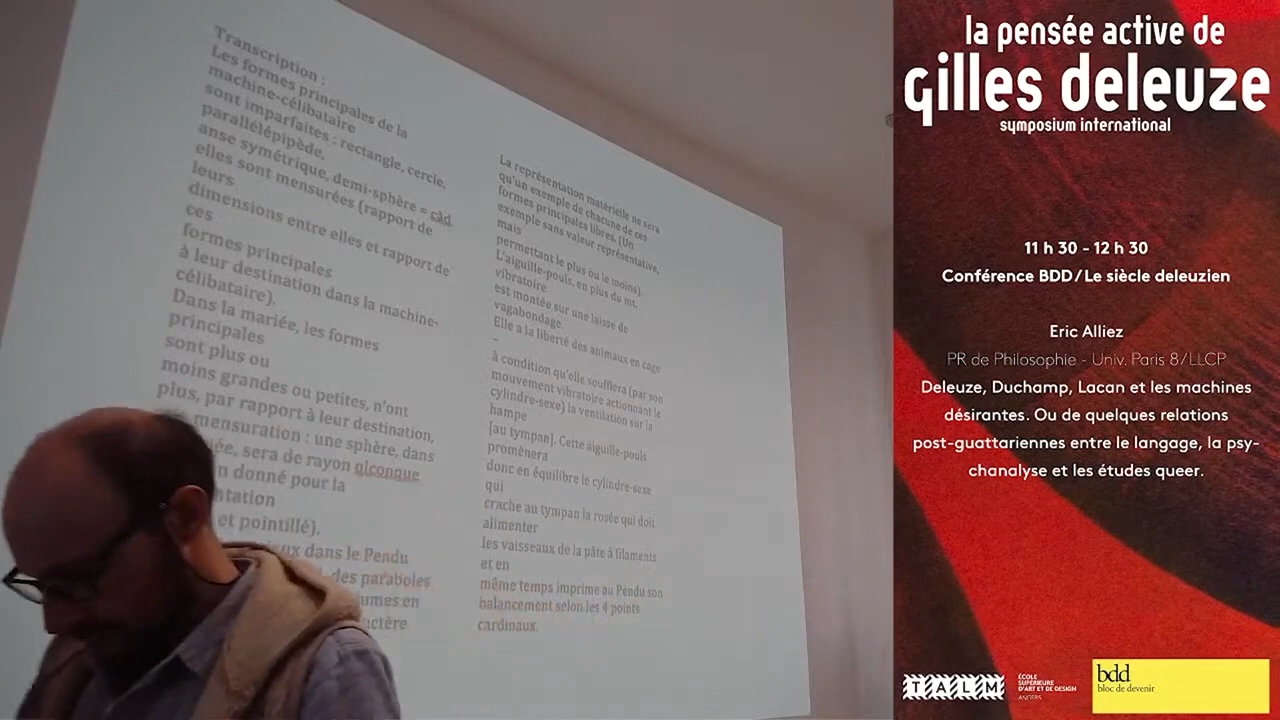 Transcription :
Les formes principales de la
machine-célibataire
sont imparfaites : rectangle, cercle,
parallélépipède,
anse symétrique, demi-sphère = càd
elles sont mensurées (rapport de
leurs
dimensions entre elles et rapport de
ces
formes principales
à leur destination dans la machine-
célibataire).
Dans la mariée, les formes
principales
sont plus ou
moins grandes ou petites, n'ont
plus, par rapport à leur destination,
mensuration : une sphère, dans
sera de rayon qlconque
donné pour la
et pointillé).
dans le Pendu
des paraboles
en
La représentation matérielle ne sera
qu'un exemple de chacune de ces
formes principales libres. (Un
exemple sans valeur représentative,
mais
permettant le plus ou le moins).
L'aiguille-pouls, en plus du mt.
vibratoire
est montée sur une laisse de
vagabondage.
Elle a la liberté des animaux en cage
–
à condition qu'elle soufflera (par son
mouvement vibratoire actionnant le
cylindre-sexe) la ventilation sur la
hampe
[au tympan]. Cette aiguille-pouls
promènera
donc en équilibre le cylindre-sexe
qui
crache au tympan la rosée qui doit
alimenter
les vaisseaux de la pâte à filaments
et en
même temps imprime au Pendu son
balancement selon les 4 points
cardinaux.
la pensée active de
gilles deleuze
symposium international
11 h 30 - 12 h 30
Conférence BDD / Le siècle deleuzien
Eric Alliez
PR de Philosophie - Univ. Paris 8/LLCP
Deleuze, Duchamp, Lacan et les machines
désirantes. Ou de quelques relations
post-guattariennes entre le langage, la psy-
chanalyse et les études queer.
TALM
ÉCOLE
SUPÉRIEURE
D'ART ET DE DESIGN
ANGERS
bdd
bloc de devenir